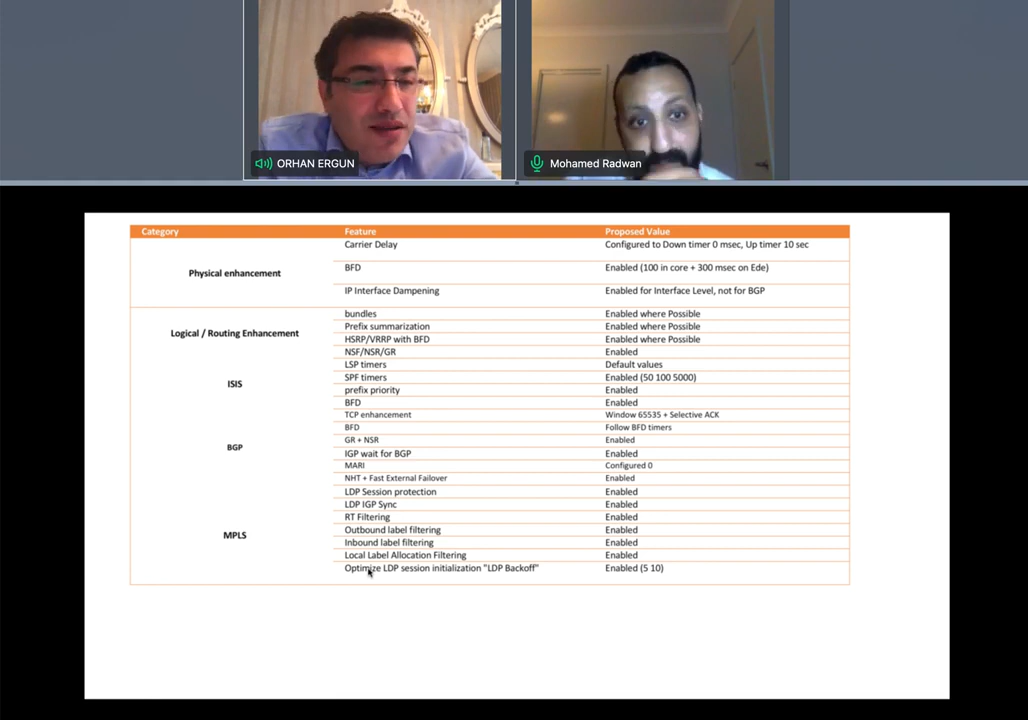 ORHAN ERGUN
Mohamed Radwan
Category Feature Proposed Value
Carrier Delay Configured to Down timer 0 msec, Up timer 10 sec
Physical enhancement BFD Enabled (100 in core + 300 msec on Ede)
IP Interface Dampening Enabled for Interface Level, not for BGP
bundles Enabled where Possible
Logical / Routing Enhancement Prefix summarization Enabled where Possible
HSRP/VRRP with BFD Enabled where Possible
NSF/NSR/GR Enabled
LSP timers Default values
ISIS SPF timers Enabled (50 100 5000)
prefix priority Enabled
BFD Enabled
TCP enhancement Window 65535 + Selective ACK
BFD Follow BFD timers
GR + NSR Enabled
BGP IGP wait for BGP Enabled
MARI Configured 0
NHT + Fast External Failover Enabled
LDP Session protection Enabled
LDP IGP Sync Enabled
RT Filtering Enabled
MPLS Outbound label filtering Enabled
Inbound label filtering Enabled
Local Label Allocation Filtering Enabled
Optimize LDP session initialization "LDP Backoff" Enabled (5 10)